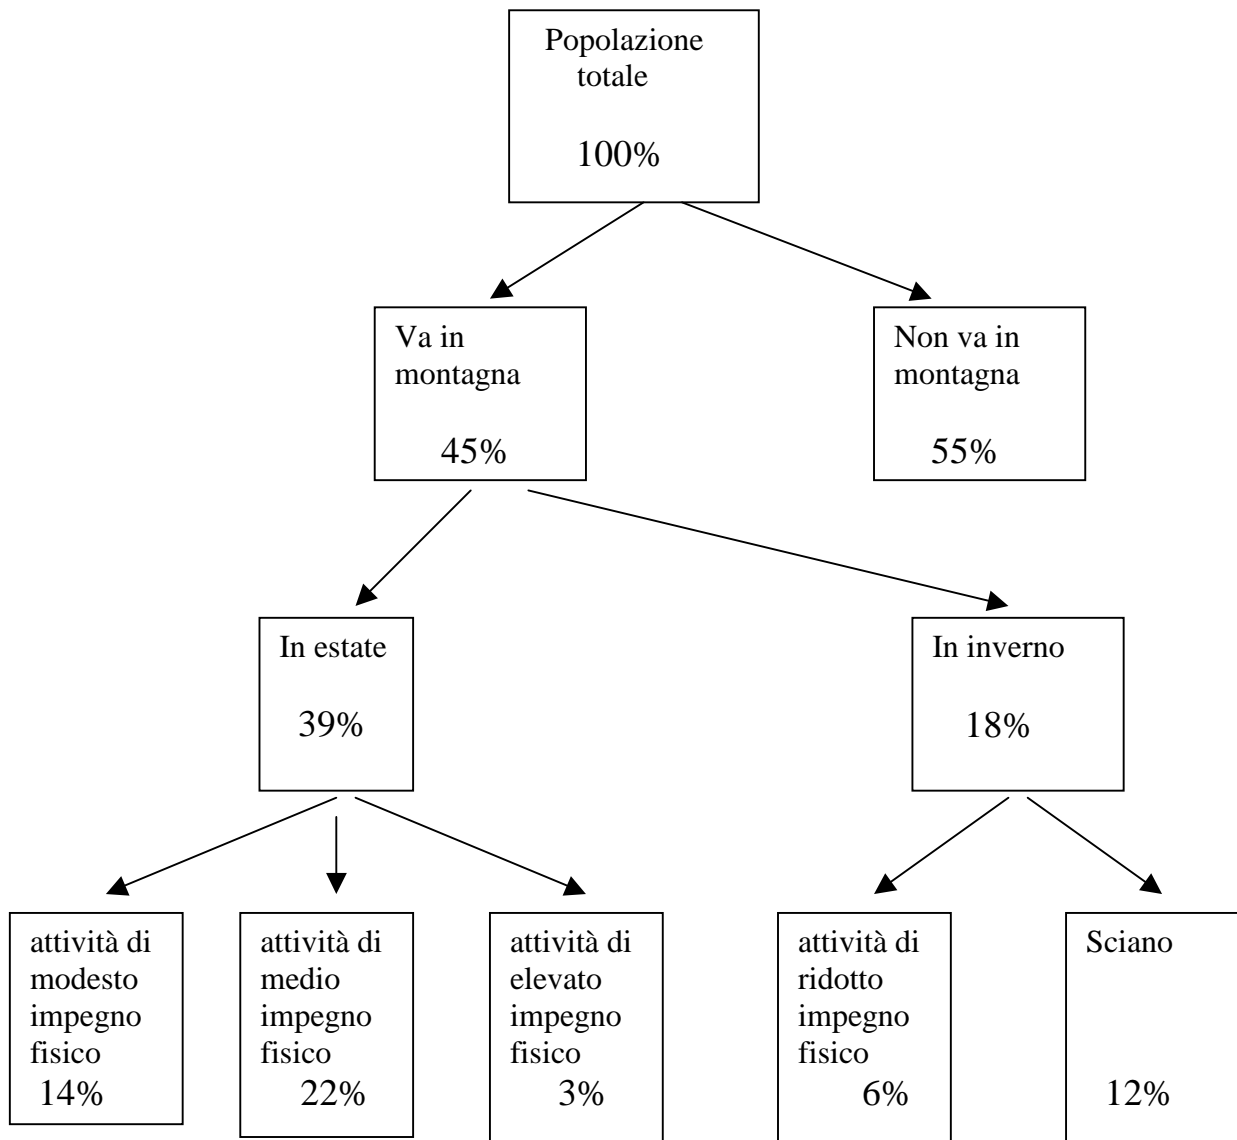 Popolazione
totale
100%
Va in
montagna
45%
Non va in
montagna
55%
In estate
39%
In inverno
18%
attività di
modesto
impegno
fisico
14%
attività di
medio
impegno
fisico
22%
attività di
elevato
impegno
fisico
3%
attività di
ridotto
impegno
fisico
6%
Sciano
12%